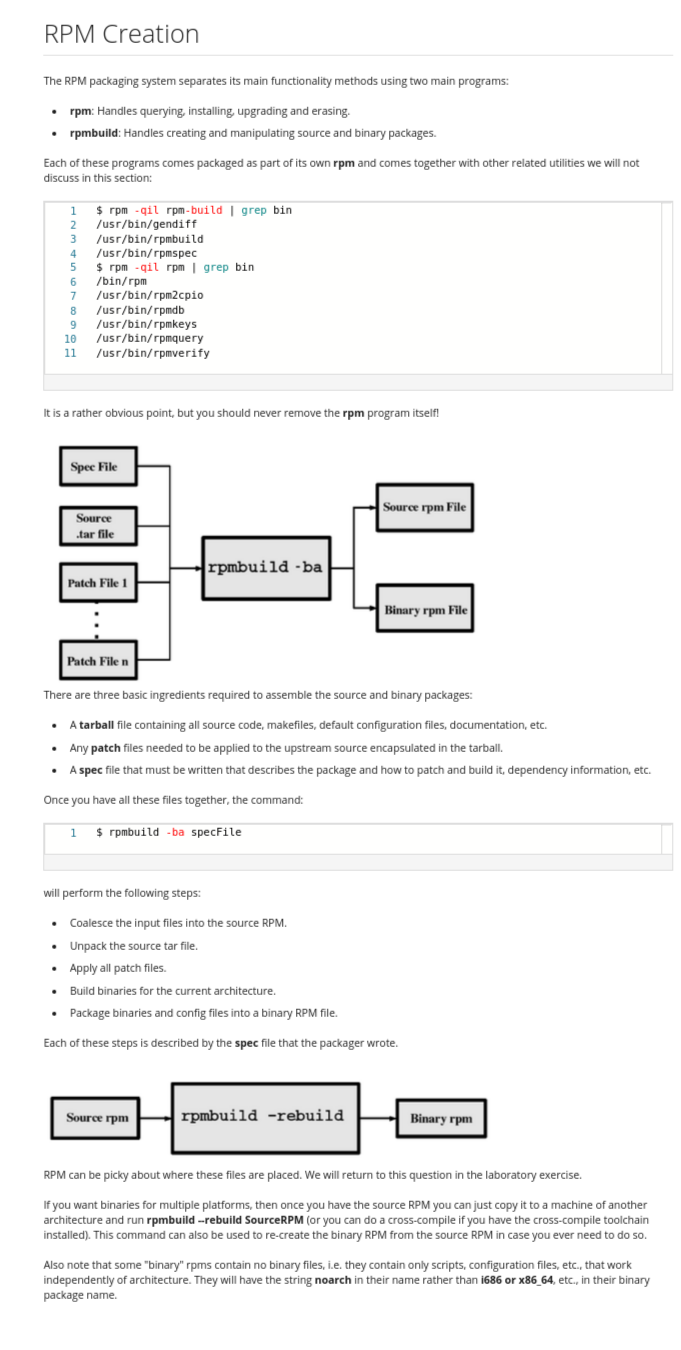 RPM Creation
The RPM packaging system separates its main functionality methods using two main programs:
• rpm: Handles querying, installing, upgrading and erasing.
• rpmbuild: Handles creating and manipulating source and binary packages.
Each of these programs comes packaged as part of its own rpm and comes together with other related utilities we will not
discuss in this section:
1 $ rpm -qil rpm-build | grep bin
2 /usr/bin/gendiff
3 /usr/bin/rpmbuild
4 /usr/bin/rpmspec
5 $ rpm -qil rpm | grep bin
6 /bin/rpm
7 /usr/bin/rpm2cpio
8 /usr/bin/rpmdb
9 /usr/bin/rpmkeys
10 /usr/bin/rpmquery
11 /usr/bin/rpmverify
It is a rather obvious point, but you should never remove the rpm program itself!
Spec File
Source
.tar file
Patch File 1
Patch File n
rpmbuild -ba
Source rpm File
Binary rpm File
There are three basic ingredients required to assemble the source and binary packages:
• A tarball file containing all source code, makefiles, default configuration files, documentation, etc.
• Any patch files needed to be applied to the upstream source encapsulated in the tarball.
• A spec file that must be written that describes the package and how to patch and build it, dependency information, etc.
Once you have all these files together, the command:
1 $ rpmbuild -ba specFile
will perform the following steps:
• Coalesce the input files into the source RPM.
• Unpack the source tar file.
• Apply all patch files.
• Build binaries for the current architecture.
• Package binaries and config files into a binary RPM file.
Each of these steps is described by the spec file that the packager wrote.
Source rpm
rpmbuild –rebuild
Binary rpm
RPM can be picky about where these files are placed. We will return to this question in the laboratory exercise.
If you want binaries for multiple platforms, then once you have the source RPM you can just copy it to a machine of another
architecture and run rpmbuild --rebuild SourceRPM (or you can do a cross-compile if you have the cross-compile toolchain
installed). This command can also be used to re-create the binary RPM from the source RPM in case you ever need to do so.
Also note that some "binary" rpms contain no binary files, i.e. they contain only scripts, configuration files, etc., that work
independently of architecture. They will have the string noarch in their name rather than i686 or x86_64, etc., in their binary
package name.